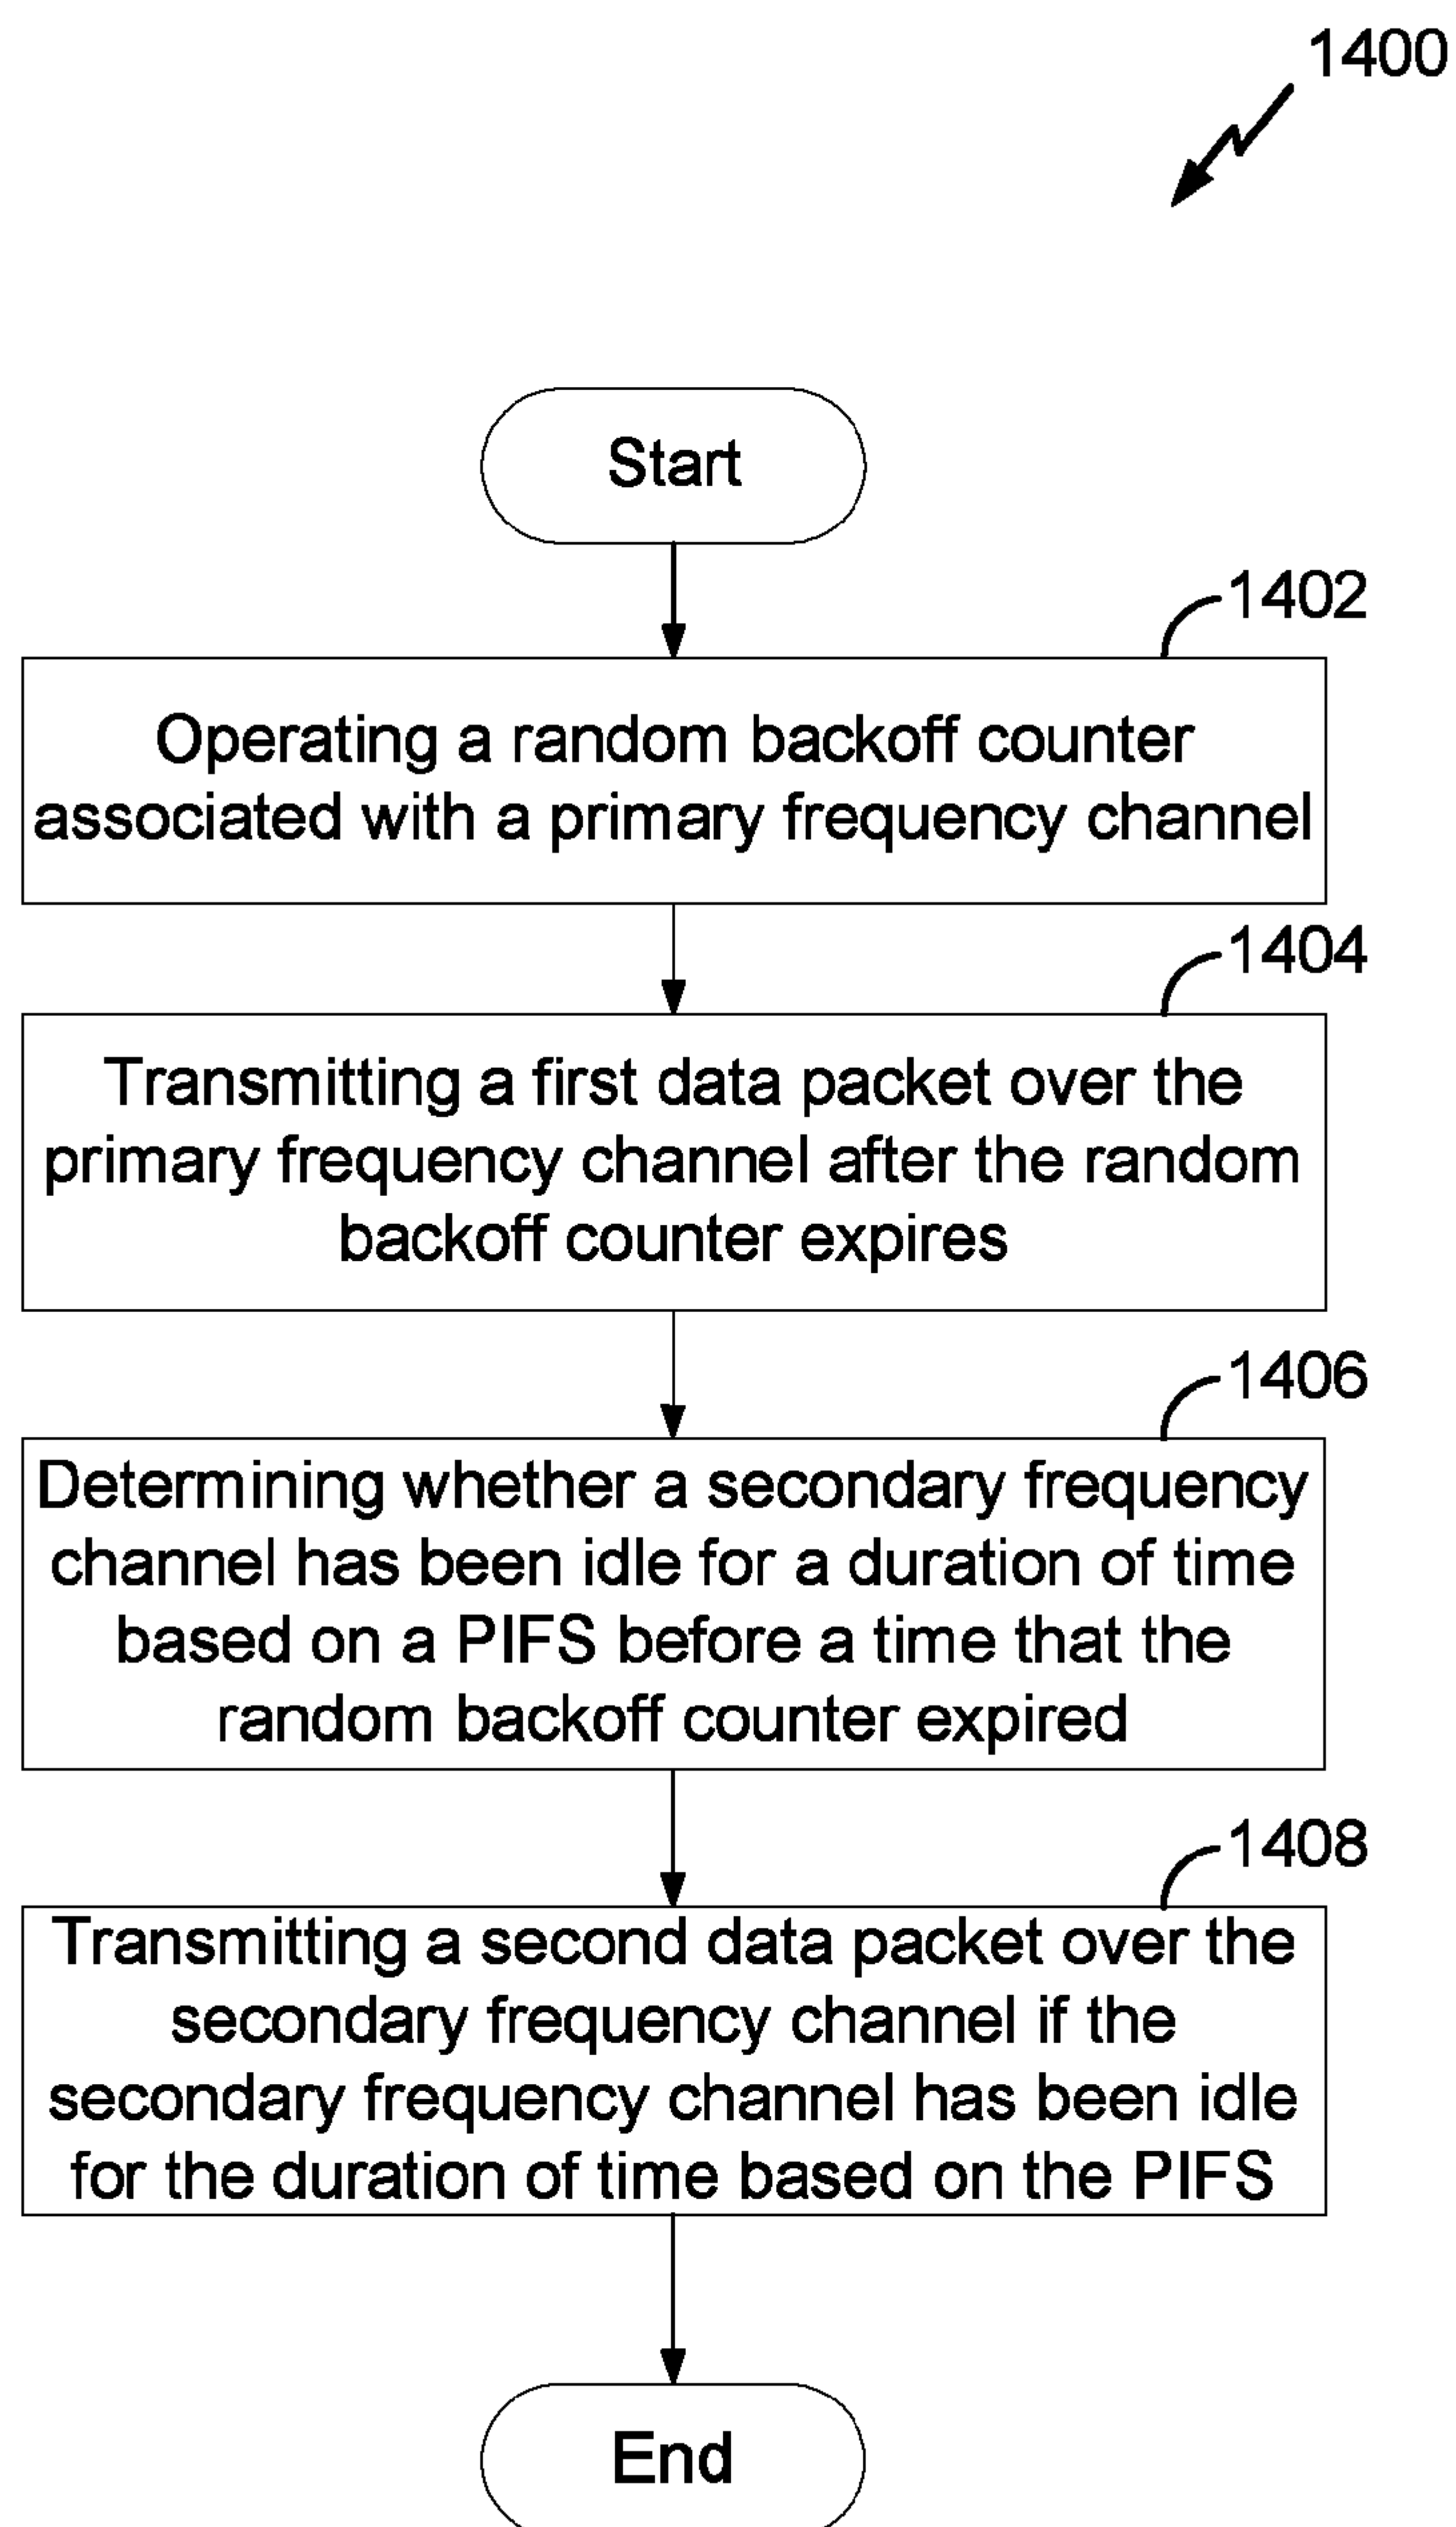 1400
Start
1402
Operating a random backoff counter
associated with a primary frequency channel
1404
Transmitting a first data packet over the
primary frequency channel after the random
backoff counter expires
1406
Determining whether a secondary frequency
channel has been idle for a duration of time
based on a PIFS before a time that the
random backoff counter expired
1408
Transmitting a second data packet over the
secondary frequency channel if the
secondary frequency channel has been idle
for the duration of time based on the PIFS
End